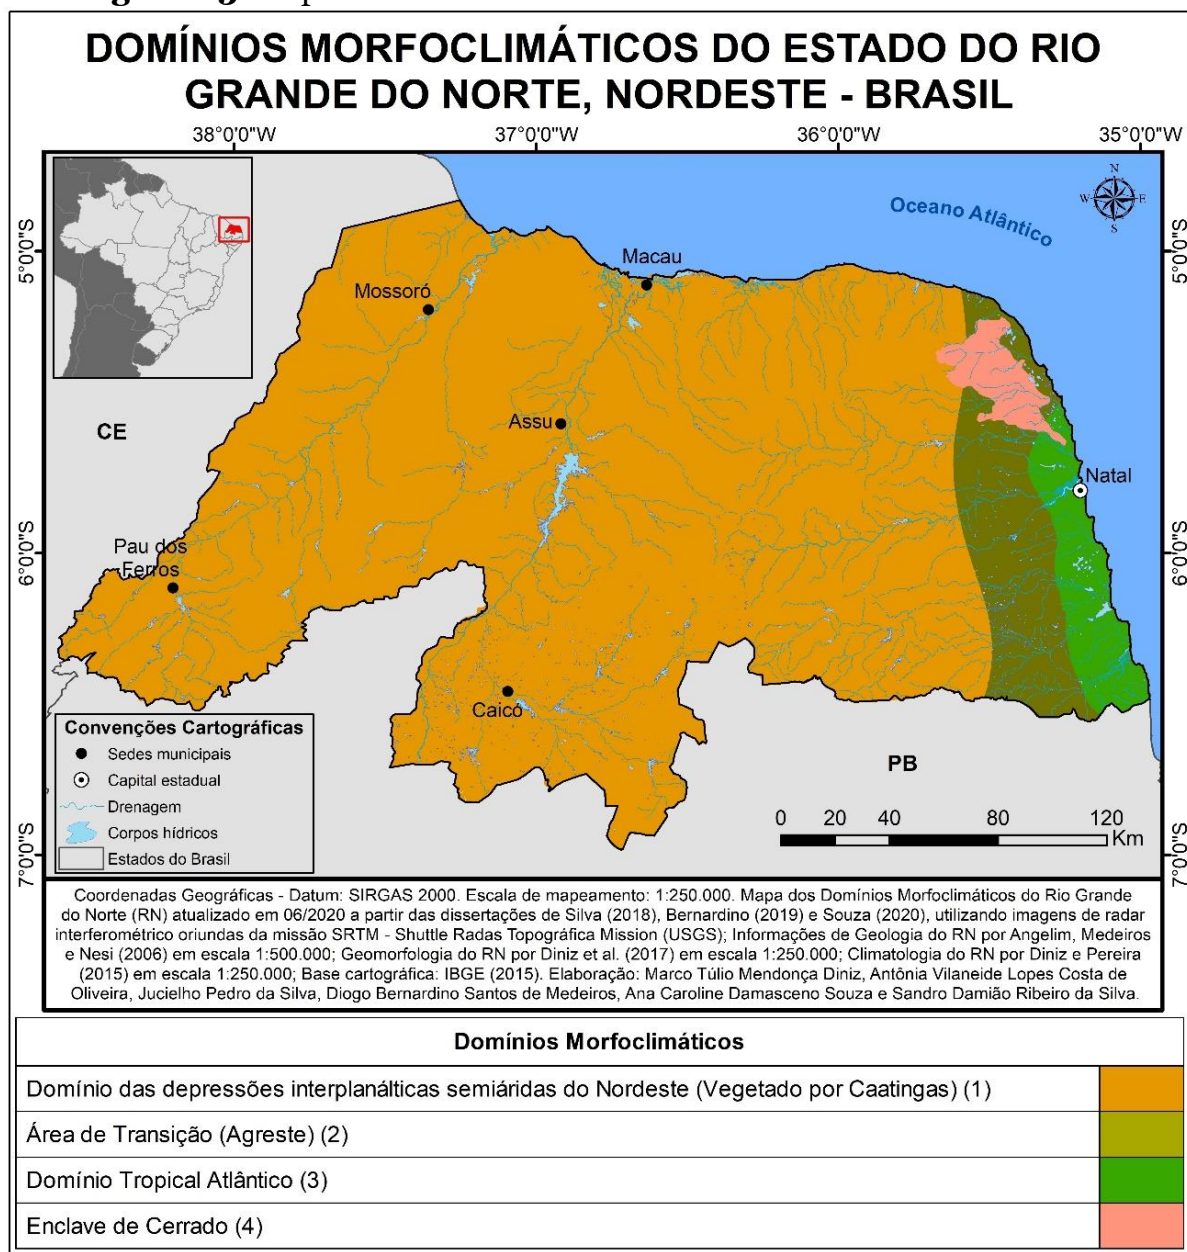 DOMÍNIOS MORFOCLIMÁTICOS DO ESTADO DO RIO
GRANDE DO NORTE, NORDESTE - BRASIL
38°0'0"W
37°0'0"W
36°0'0"W
35°0'0"W
5°0'0"S
5°0'0"S
6°0'0"S
6°0'0"S
7°0'0"S
7°0'0"S
N
W
E
S
Oceano Atlântico
Macau
Mossoró
Assu
CE
Natal
Pau dos
Ferros
Caicó
PB
Convenções Cartográficas
Sedes municipais
Capital estadual
Drenagem
Corpos hídricos
Estados do Brasil
0 20 40 80 120
Km
Coordenadas Geográficas - Datum: SIRGAS 2000. Escala de mapeamento: 1:250.000. Mapa dos Domínios Morfoclimáticos do Rio Grande
do Norte (RN) atualizado em 06/2020 a partir das dissertações de Silva (2018), Bernardino (2019) e Souza (2020), utilizando imagens de radar
interferométrico oriundas da missão SRTM - Shuttle Radas Topográfica Mission (USGS); Informações de Geologia do RN por Angelim, Medeiros
e Nesi (2006) em escala 1:500.000; Geomorfologia do RN por Diniz et al. (2017) em escala 1:250.000; Climatologia do RN por Diniz e Pereira
(2015) em escala 1:250.000; Base cartográfica: IBGE (2015). Elaboração: Marco Túlio Mendonça Diniz, Antônia Vilaneide Lopes Costa de
Oliveira, Jucielho Pedro da Silva, Diogo Bernardino Santos de Medeiros, Ana Caroline Damasceno Souza e Sandro Damião Ribeiro da Silva.
Domínios Morfoclimáticos
Domínio das depressões interplanálticas semiáridas do Nordeste (Vegetado por Caatingas) (1)
Área de Transição (Agreste) (2)
Domínio Tropical Atlântico (3)
Enclave de Cerrado (4)